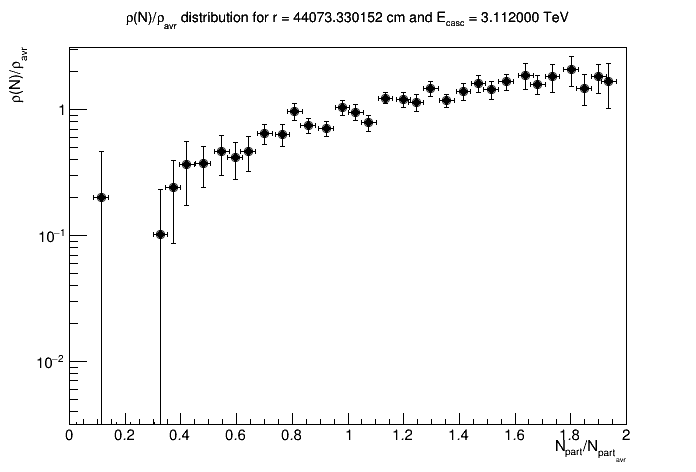 ρ(N)/ρavr distribution for r = 44073.330152 cm and Ecasc = 3.112000 TeV
ρ(N)/ρavr
1
10−1
10−2
0 0.2 0.4 0.6 0.8 1 1.2 1.4 1.6 1.8 2
Npart/Npartavr